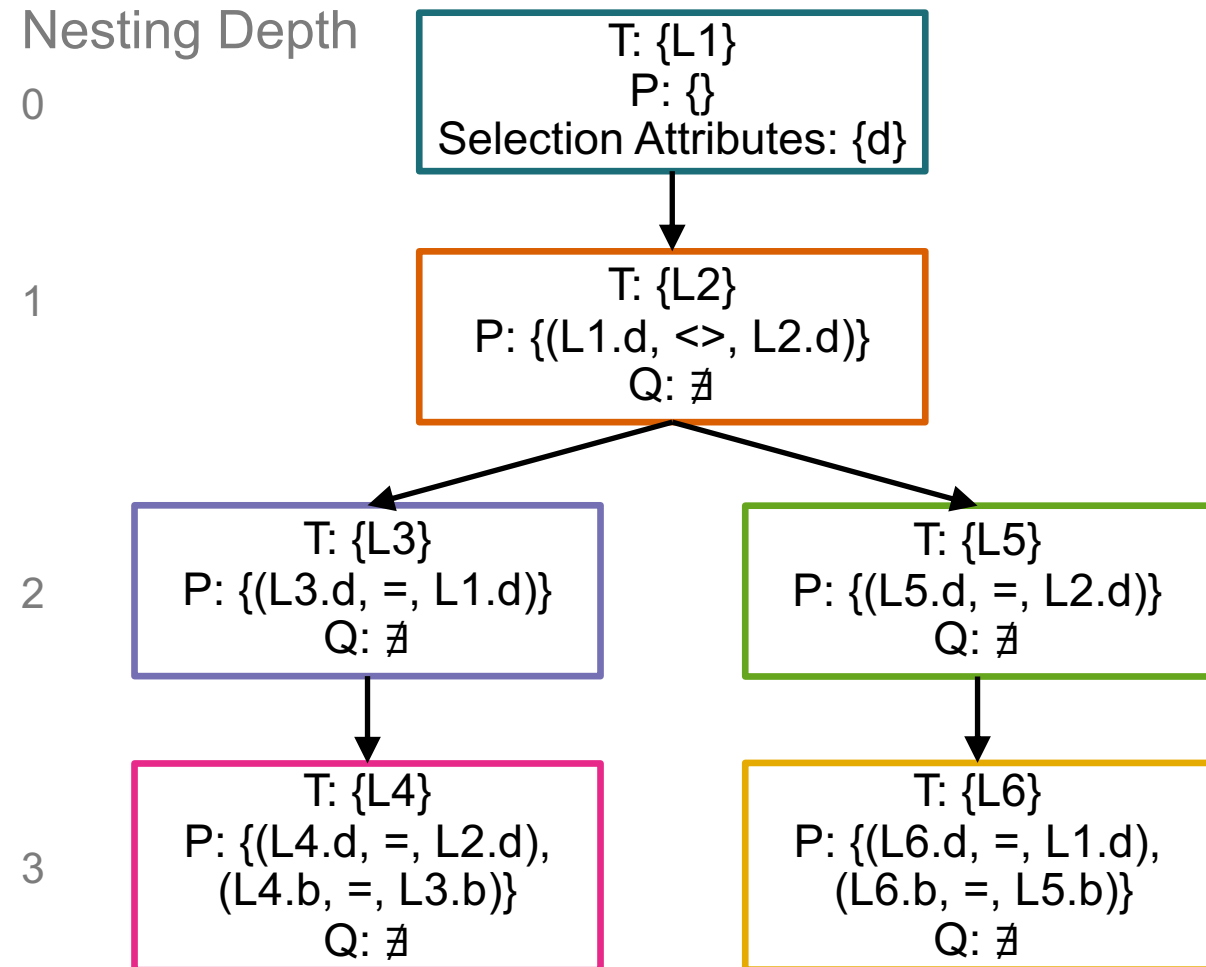 Nesting Depth
0
T: {L1}
P: {}
Selection Attributes: {d}
1
T: {L2}
P: {(L1.d, <>, L2.d)}
Q: ∄
2
T: {L3}
P: {(L3.d, =, L1.d)}
Q: ∄
T: {L5}
P: {(L5.d, =, L2.d)}
Q: ∄
3
T: {L4}
P: {(L4.d, =, L2.d),
(L4.b, =, L3.b)}
Q: ∄
T: {L6}
P: {(L6.d, =, L1.d),
(L6.b, =, L5.b)}
Q: ∄